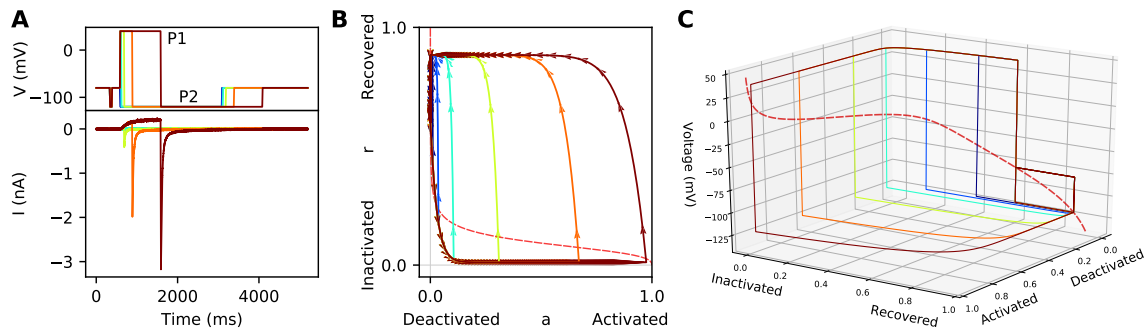 A
V (mV)
0
−100
P1
P2
I (nA)
0
−1
−2
−3
0
2000
4000
Time (ms)
B
Recovered
r
Inactivated
1.0
0.0
0.0
1.0
Deactivated a Activated
C
Voltage (mV)
50
25
0
−25
−50
−75
−100
−125
0.0
0.2
0.4
0.6
0.8
1.0
Inactivated
Recovered
0.0
0.2
0.4
0.6
0.8
1.0
Deactivated
Activated